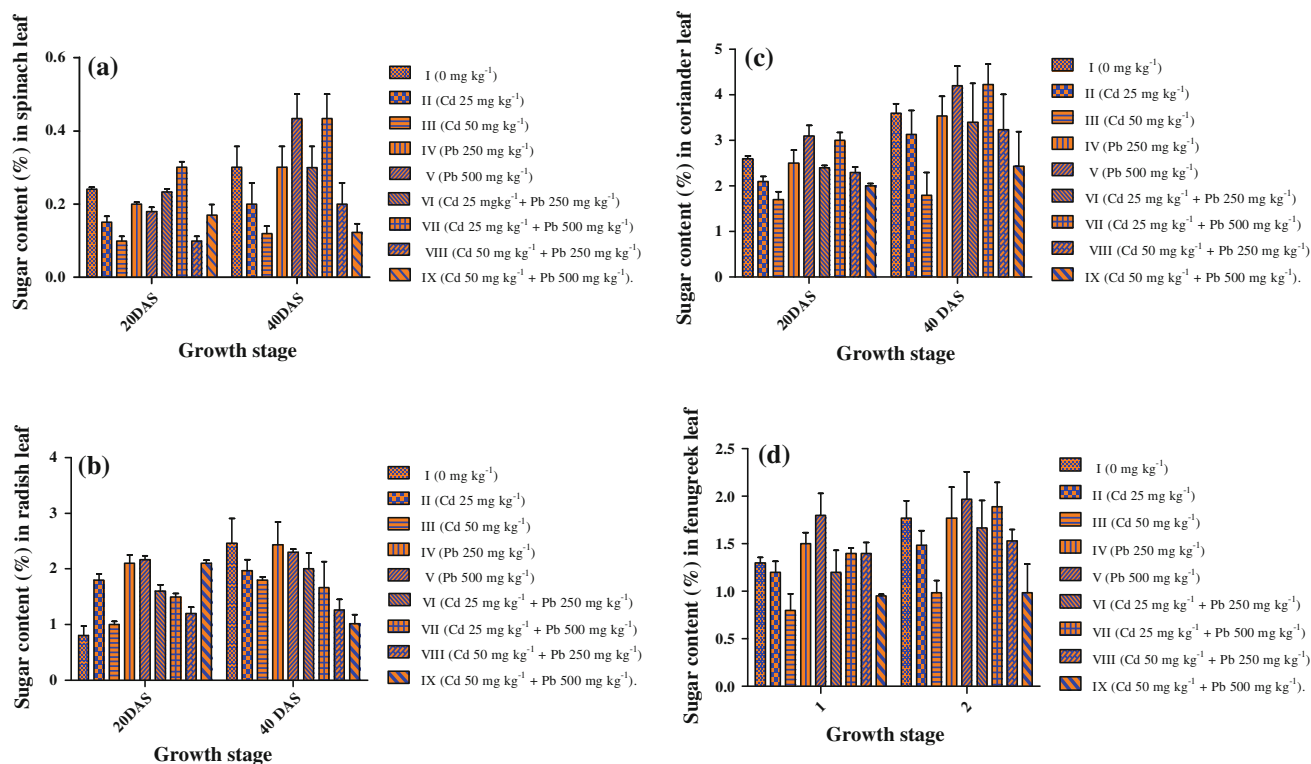 (a)
Sugar content (%) in spinach leaf
0.6
0.4
0.2
0.0
20DAS
40DAS
Growth stage
I (0 mg kg⁻¹)
II (Cd 25 mg kg⁻¹)
III (Cd 50 mg kg⁻¹)
IV (Pb 250 mg kg⁻¹)
V (Pb 500 mg kg⁻¹)
VI (Cd 25 mgkg⁻¹+ Pb 250 mg kg⁻¹)
VII (Cd 25 mg kg⁻¹ + Pb 500 mg kg⁻¹)
VIII (Cd 50 mg kg⁻¹ + Pb 250 mg kg⁻¹)
IX (Cd 50 mg kg⁻¹ + Pb 500 mg kg⁻¹).
(c)
Sugar content (%) in coriander leaf
5
4
3
2
1
0
20DAS
40 DAS
Growth stage
I (0 mg kg⁻¹)
II (Cd 25 mg kg⁻¹)
III (Cd 50 mg kg⁻¹)
IV (Pb 250 mg kg⁻¹)
V (Pb 500 mg kg⁻¹)
VI (Cd 25 mg kg⁻¹ + Pb 250 mg kg⁻¹)
VII (Cd 25 mg kg⁻¹ + Pb 500 mg kg⁻¹)
VIII (Cd 50 mg kg⁻¹ + Pb 250 mg kg⁻¹)
IX (Cd 50 mg kg⁻¹ + Pb 500 mg kg⁻¹).
(b)
Sugar content (%) in radish leaf
4
3
2
1
0
20DAS
40 DAS
Growth stage
I (0 mg kg⁻¹)
II (Cd 25 mg kg⁻¹)
III (Cd 50 mg kg⁻¹)
IV (Pb 250 mg kg⁻¹)
V (Pb 500 mg kg⁻¹)
VI (Cd 25 mg kg⁻¹ + Pb 250 mg kg⁻¹)
VII (Cd 25 mg kg⁻¹ + Pb 500 mg kg⁻¹)
VIII (Cd 50 mg kg⁻¹ + Pb 250 mg kg⁻¹)
IX (Cd 50 mg kg⁻¹ + Pb 500 mg kg⁻¹).
(d)
Sugar content (%) in fenugreek leaf
2.5
2.0
1.5
1.0
0.5
0.0
1
2
Growth stage
I (0 mg kg⁻¹)
II (Cd 25 mg kg⁻¹)
III (Cd 50 mg kg⁻¹)
IV (Pb 250 mg kg⁻¹)
V (Pb 500 mg kg⁻¹)
VI (Cd 25 mg kg⁻¹ + Pb 250 mg kg⁻¹)
VII (Cd 25 mg kg⁻¹ + Pb 500 mg kg⁻¹)
VIII (Cd 50 mg kg⁻¹ + Pb 250 mg kg⁻¹)
IX (Cd 50 mg kg⁻¹ + Pb 500 mg kg⁻¹).